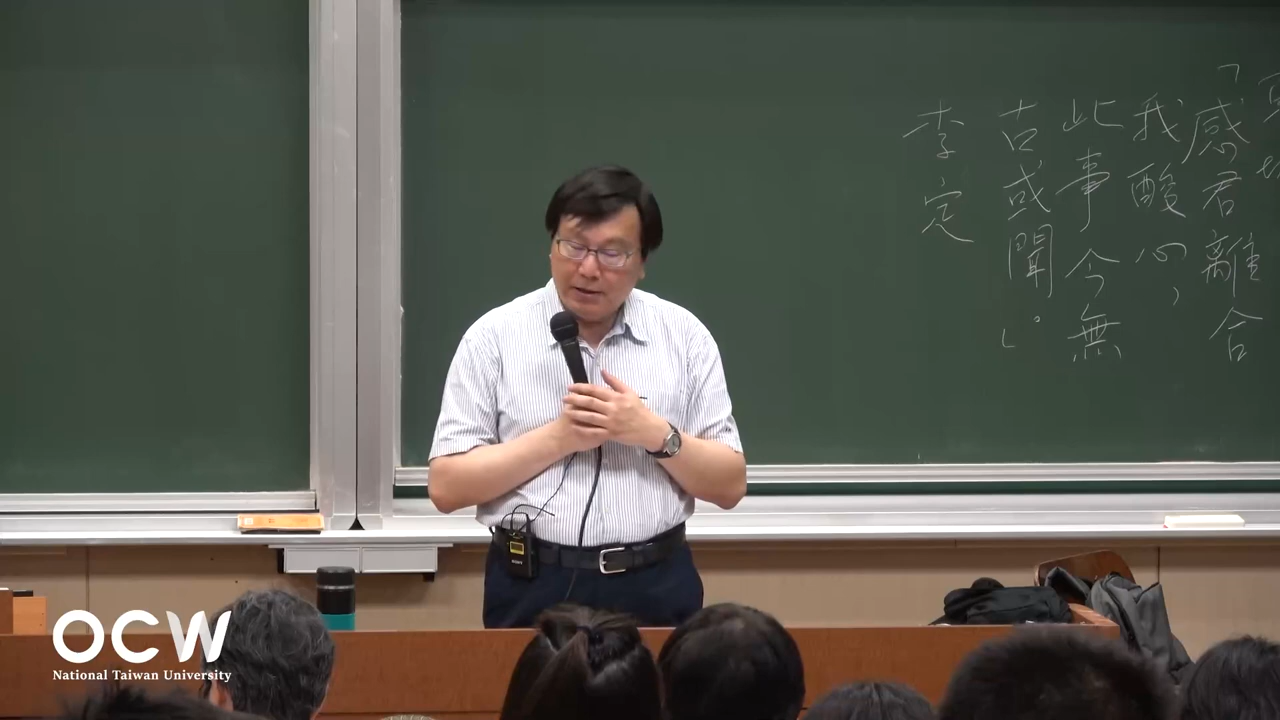 「感君離合
我酸心，
此事今無
古或聞。」
李定
OCW
National Taiwan University